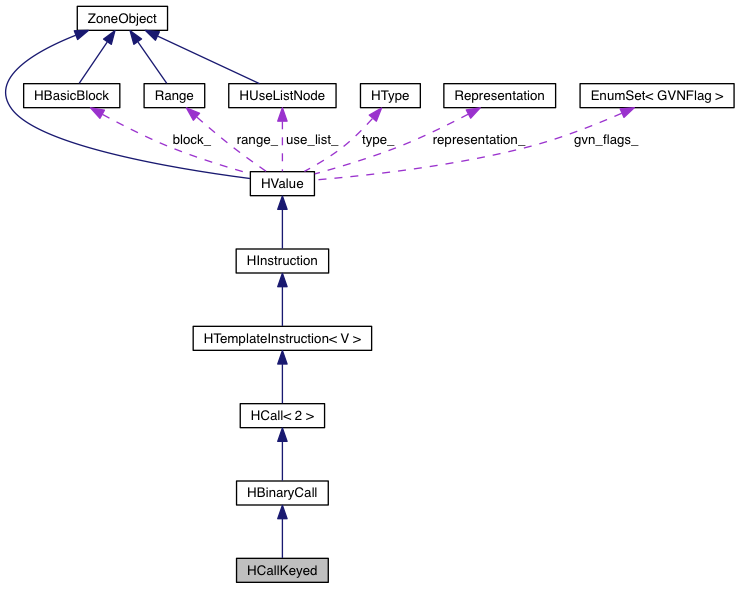 ZoneObject
HBasicBlock
Range
HUseListNode
HType
Representation
EnumSet< GVNFlag >
block_
range_
use_list_
type_
representation_
gvn_flags_
HValue
HInstruction
HTemplateInstruction< V >
HCall< 2 >
HBinaryCall
HCallKeyed